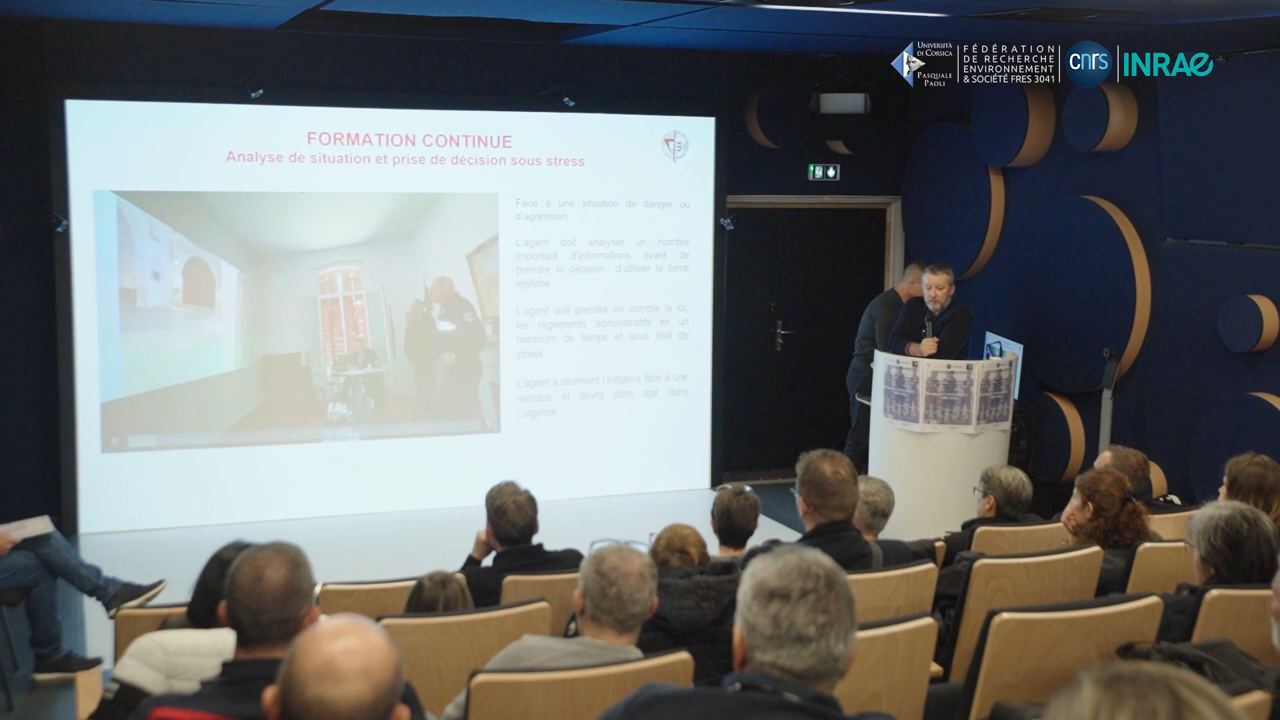 UNIVERSITÀ
DI CORSICA
PASQUALE
PAOLI
FÉDÉRATION
DE RECHERCHE
ENVIRONNEMENT
& SOCIÉTÉ FRES 3041
cnrs
INRAE
FORMATION CONTINUE
Analyse de situation et prise de décision sous stress
Face à une situation de danger ou
d'agression
L'agent doit analyser un nombre
important d'informations avant de
prendre la décision d'utiliser la force
légitime
L'agent doit prendre en compte la loi,
les règlements administratifs en un
minimum de temps et sous état de
stress
L'agent a rarement l'initiative face à une
menace et devra donc agir dans
l'urgence